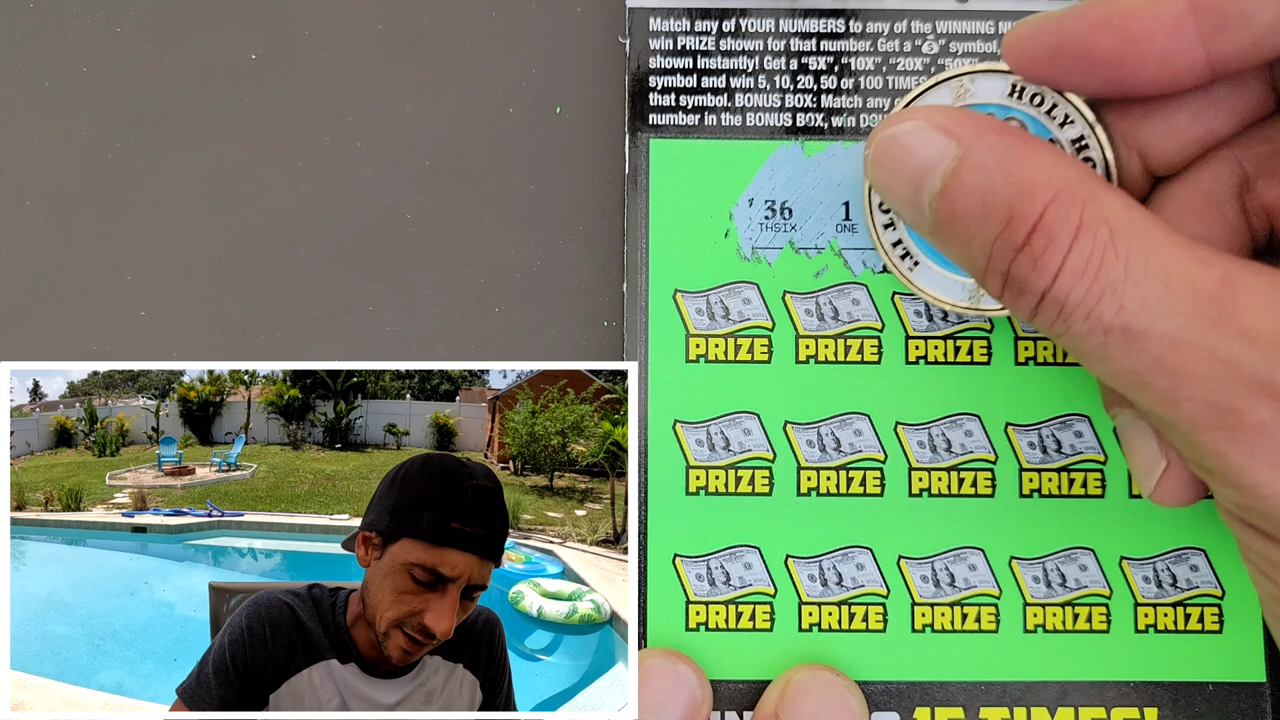 Match any of YOUR NUMBERS to any of the WINNING
win PRIZE shown for that number. Get a " " symbol,
shown instantly! Get a "5X", "10X", "20X", "50X"
symbol and win 5, 10, 20, 50 or 100 TIMES
that symbol. BONUS BOX: Match any
number in the BONUS BOX, win
HOLY
OT IT!
36 1
THSIX ONE
PRIZE PRIZE PRIZE PRIZE
PRIZE PRIZE PRIZE PRIZE
PRIZE PRIZE PRIZE PRIZE PRIZE
15 TIMES!